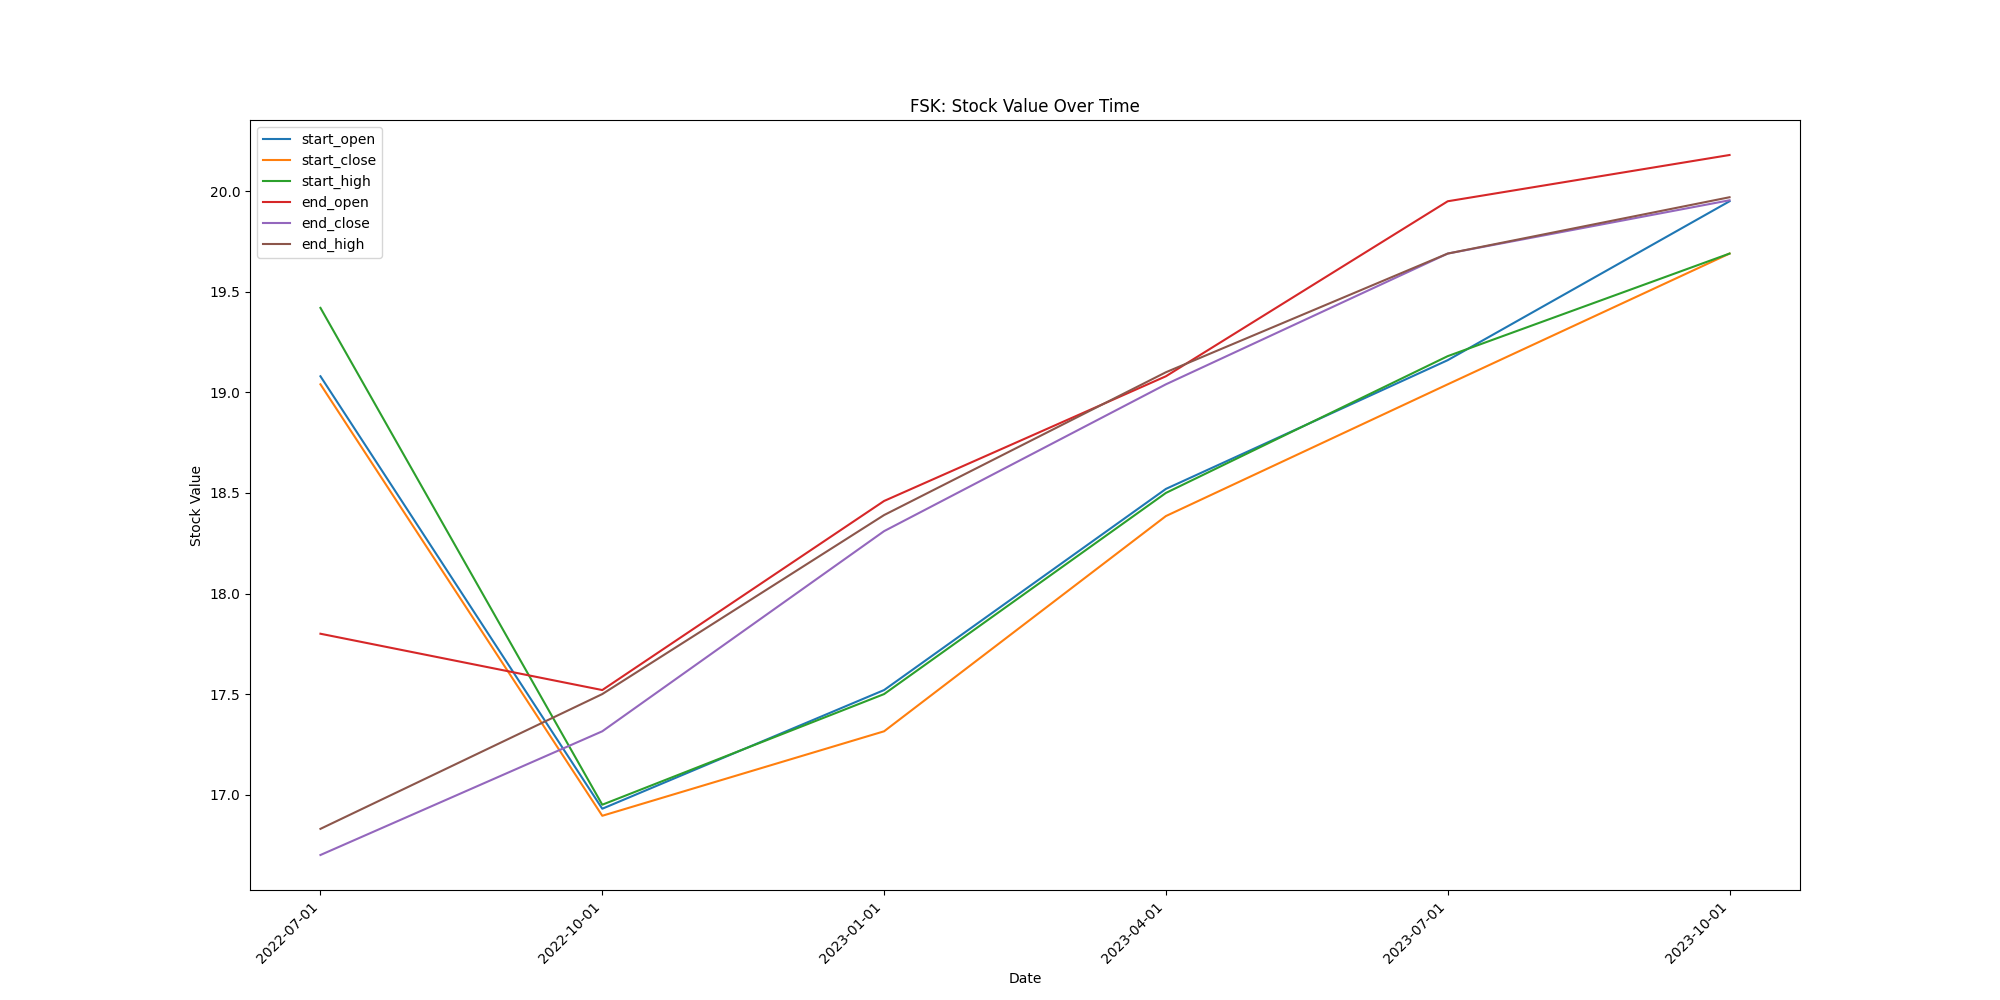 FSK: Stock Value Over Time
start_open
start_close
start_high
end_open
end_close
end_high
20.0
19.5
19.0
18.5
18.0
17.5
17.0
Stock Value
2022-07-01
2022-10-01
2023-01-01
2023-04-01
2023-07-01
2023-10-01
Date